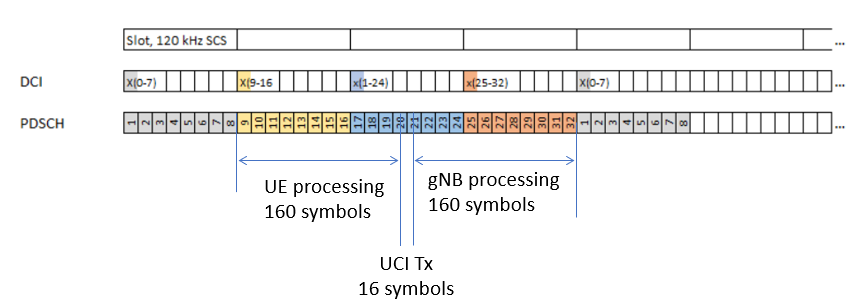 Slot, 120 kHz SCS
...
DCI X(0-7) X(9-16 x(1-24) x(25-32) X(0-7) ...
PDSCH 1 2 3 4 5 6 7 8 9 10 11 12 13 14 15 16 17 18 19 20 21 22 23 24 25 26 27 28 29 30 31 32 1 2 3 4 5 6 7 8 ...
UE processing
160 symbols
gNB processing
160 symbols
UCI Tx
16 symbols